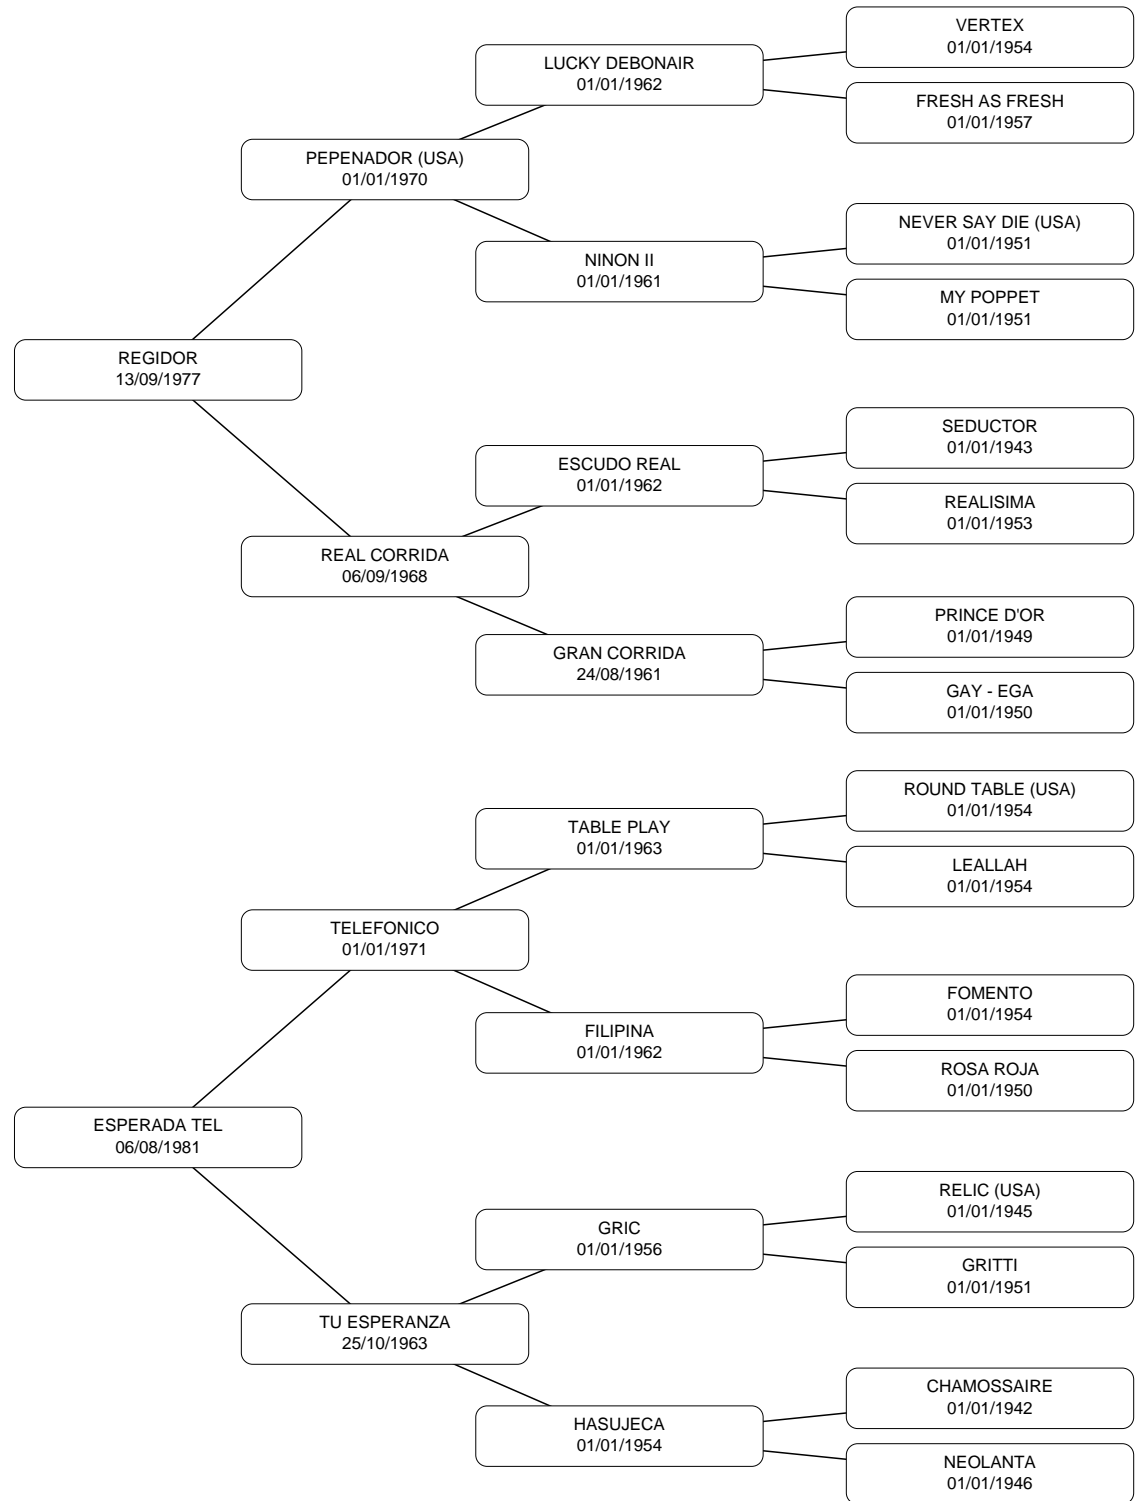 VERTEX
01/01/1954
LUCKY DEBONAIR
01/01/1962
FRESH AS FRESH
01/01/1957
PEPENADOR (USA)
01/01/1970
NEVER SAY DIE (USA)
01/01/1951
NINON II
01/01/1961
MY POPPET
01/01/1951
REGIDOR
13/09/1977
SEDUCTOR
01/01/1943
ESCUDO REAL
01/01/1962
REALISIMA
01/01/1953
REAL CORRIDA
06/09/1968
PRINCE D'OR
01/01/1949
GRAN CORRIDA
24/08/1961
GAY - EGA
01/01/1950
ROUND TABLE (USA)
01/01/1954
TABLE PLAY
01/01/1963
LEALLAH
01/01/1954
TELEFONICO
01/01/1971
FOMENTO
01/01/1954
FILIPINA
01/01/1962
ROSA ROJA
01/01/1950
ESPERADA TEL
06/08/1981
RELIC (USA)
01/01/1945
GRIC
01/01/1956
GRITTI
01/01/1951
TU ESPERANZA
25/10/1963
CHAMOSSAIRE
01/01/1942
HASUJECA
01/01/1954
NEOLANTA
01/01/1946